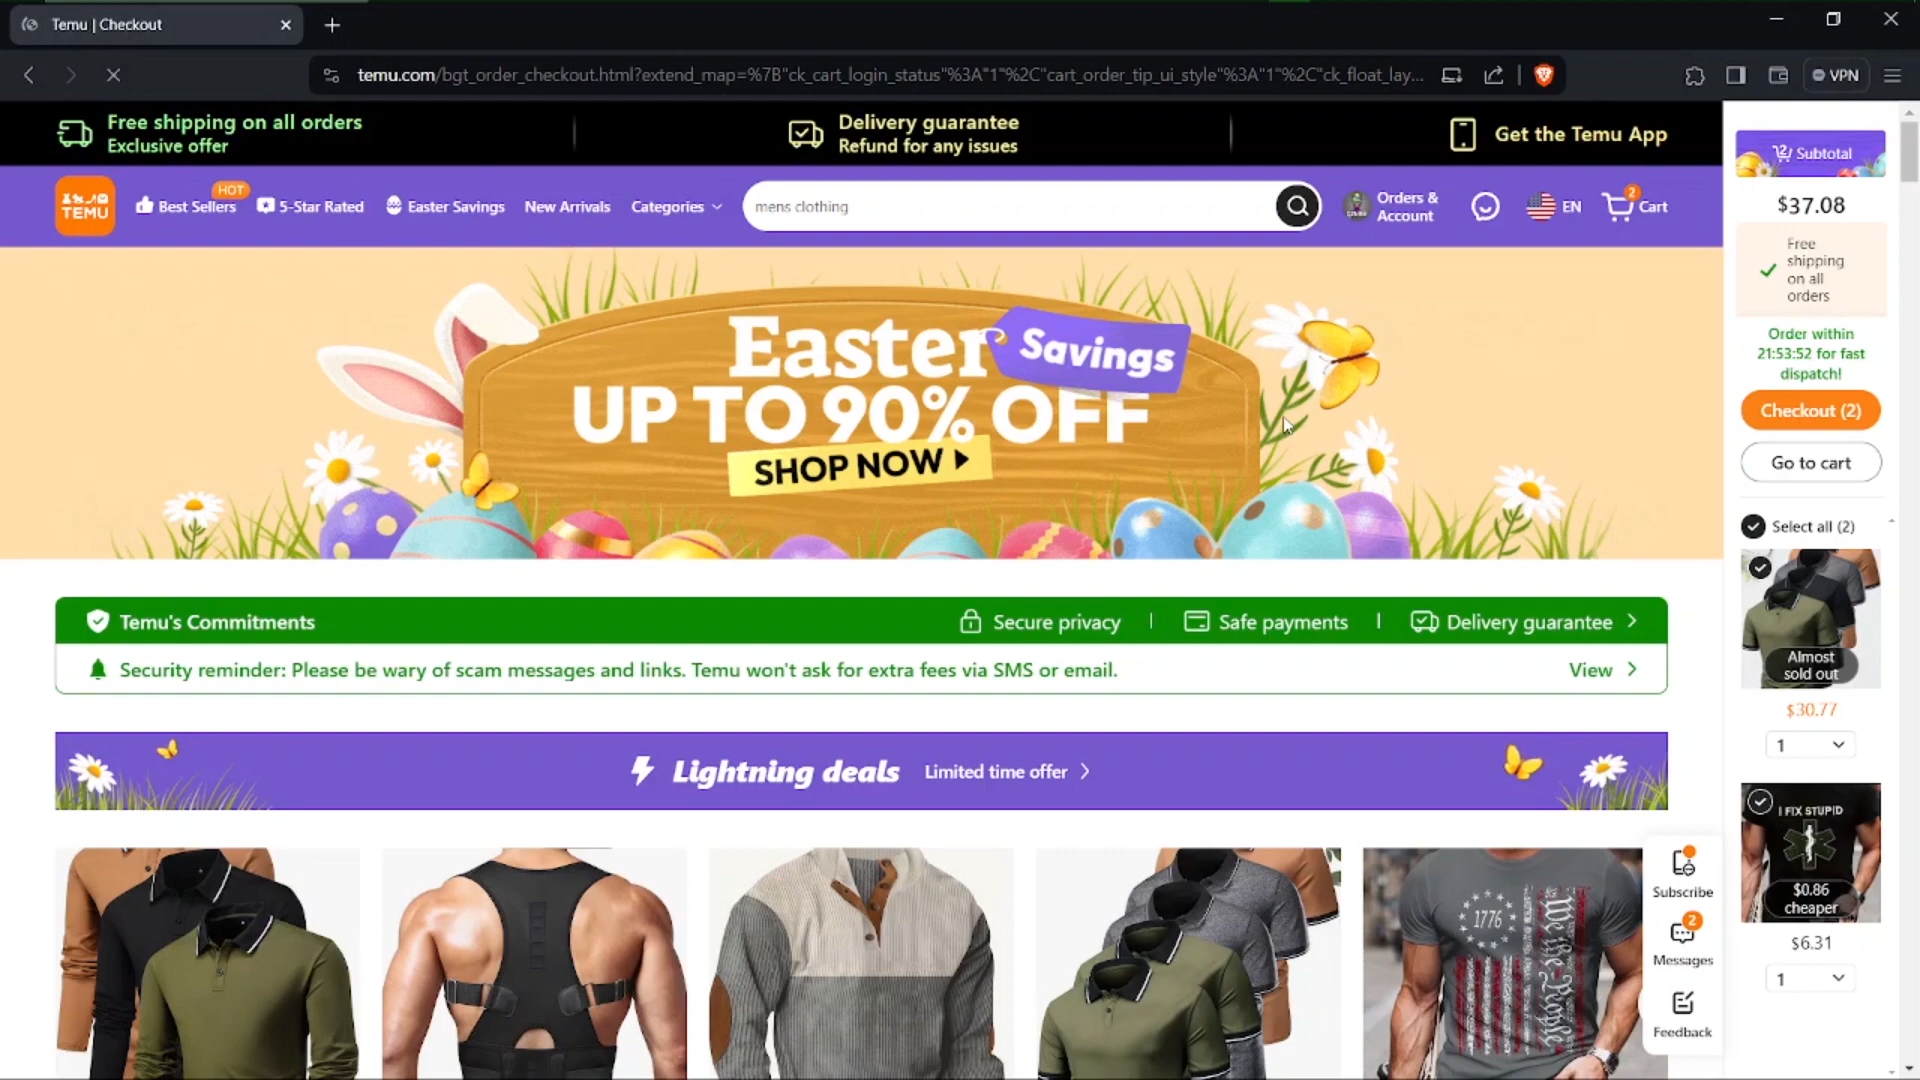 Temu | Checkout
temu.com/bgt_order_checkout.html?extend_map=%7B"ck_cart_login_status"%3A"1"%2C"cart_order_tip_ui_style"%3A"1"%2C"ck_float_lay...
VPN
Free shipping on all orders
Exclusive offer
Delivery guarantee
Refund for any issues
Get the Temu App
TEMU
Best Sellers
HOT
5-Star Rated
Easter Savings
New Arrivals
Categories
mens clothing
Orders &
Account
EN
2
Cart
Easter Savings
UP TO 90% OFF
SHOP NOW
Temu's Commitments
Secure privacy
Safe payments
Delivery guarantee
Security reminder: Please be wary of scam messages and links. Temu won't ask for extra fees via SMS or email.
View
Lightning deals
Limited time offer
1776
We the People
Subscribe
2
Messages
Feedback
Subtotal
$37.08
Free
shipping
on all
orders
Order within
21:53:52 for fast
dispatch!
Checkout (2)
Go to cart
Select all (2)
Almost
sold out
$30.77
1
I FIX STUPID
$0.86
cheaper
$6.31
1